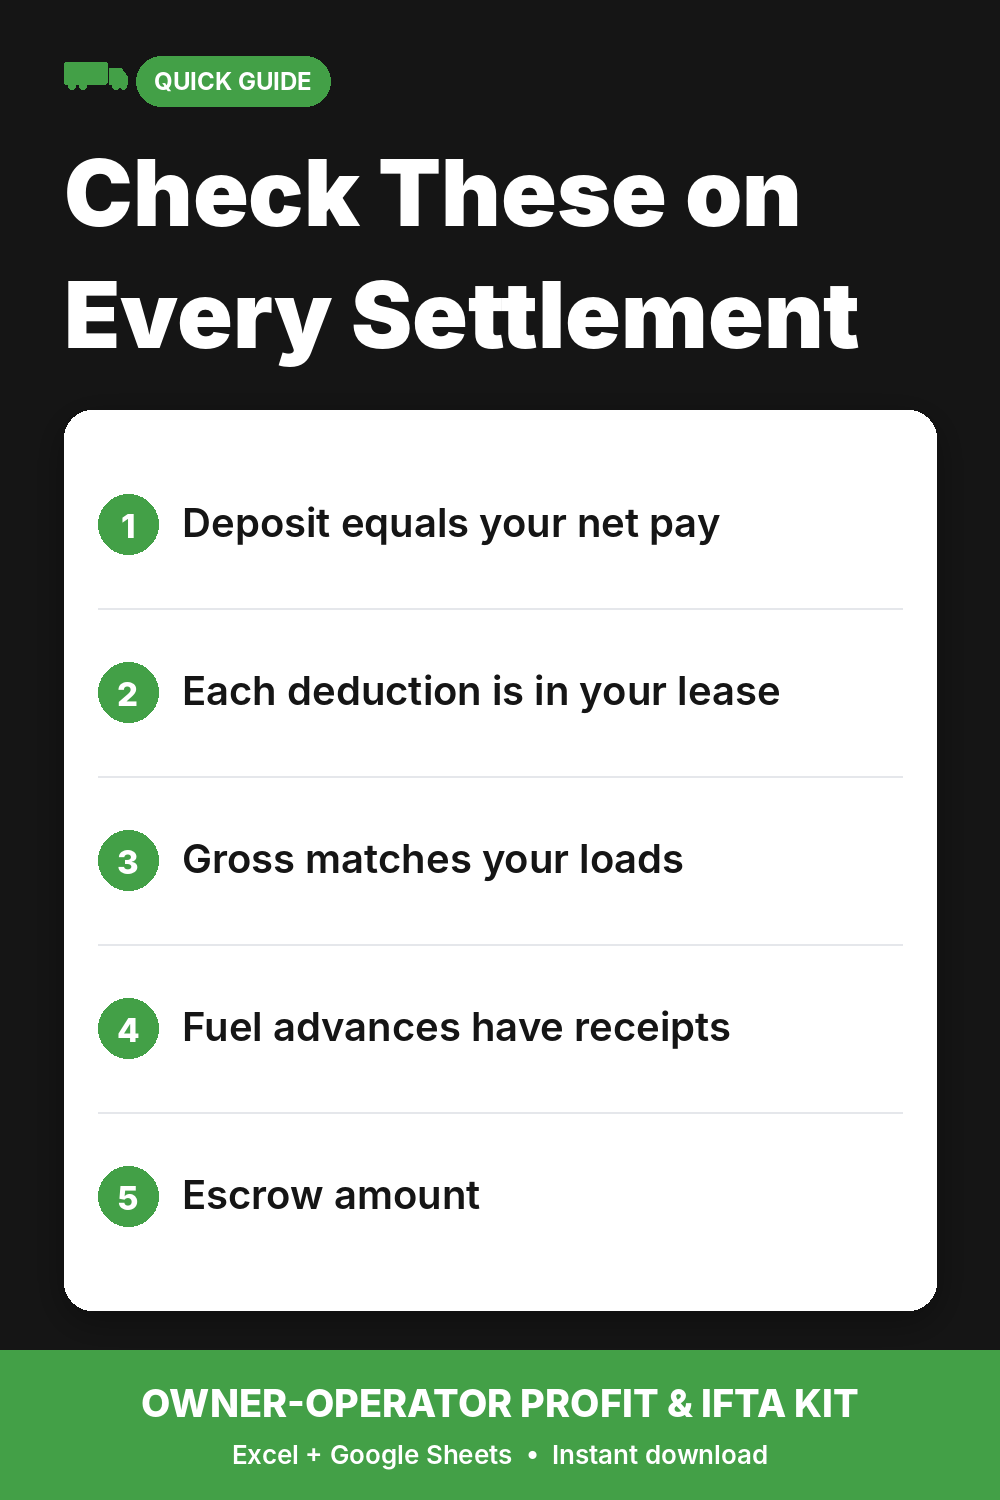 QUICK GUIDE
Check These on
Every Settlement
1 Deposit equals your net pay
2 Each deduction is in your lease
3 Gross matches your loads
4 Fuel advances have receipts
5 Escrow amount
OWNER-OPERATOR PROFIT & IFTA KIT
Excel + Google Sheets • Instant download